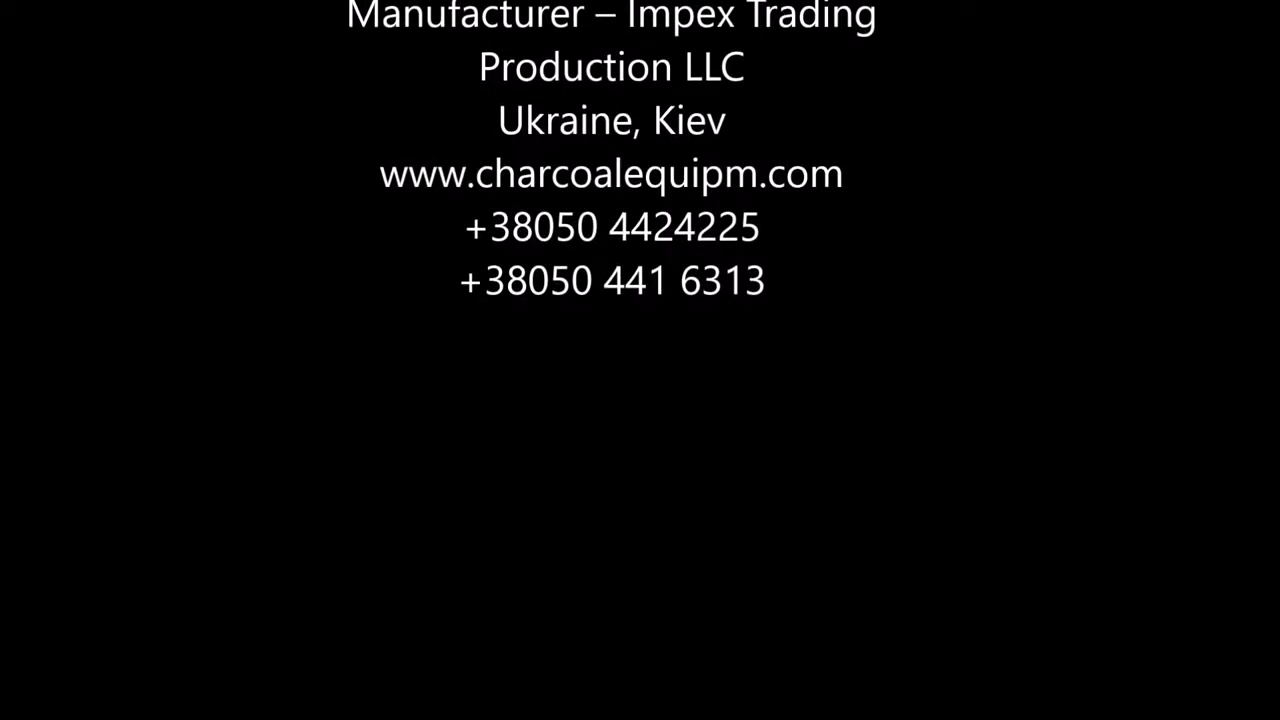 Manufacturer – Impex Trading
Production LLC
Ukraine, Kiev
www.charcoalequipm.com
+38050 4424225
+38050 441 6313